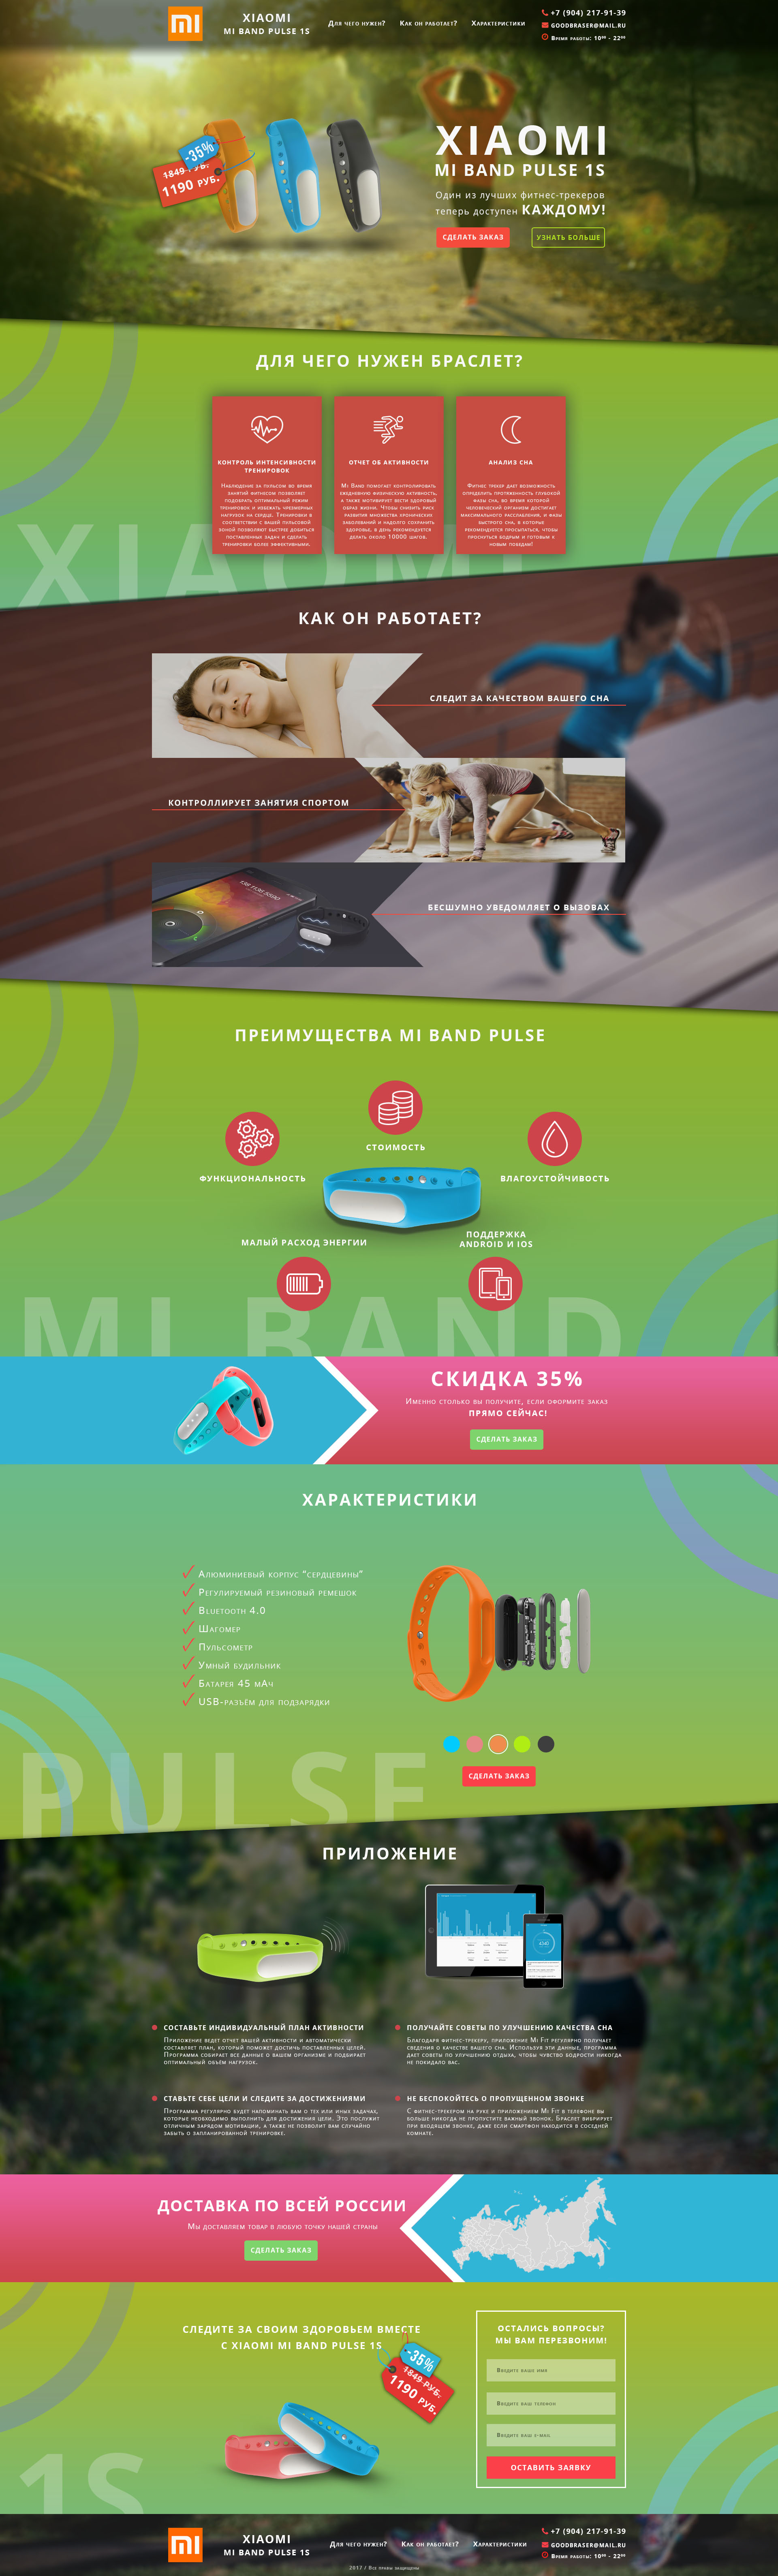 mi
XIAOMI
MI BAND PULSE 1S
Для чего нужен?
Как он работает?
Характеристики
+7 (904) 217-91-39
GOODBRASER@MAIL.RU
Время работы: 10⁰⁰ - 22⁰⁰
-35%
1849 РУБ.
1190 РУБ.
XIAOMI
MI BAND PULSE 1S
Один из лучших фитнес-трекеров
теперь доступен КАЖДОМУ!
СДЕЛАТЬ ЗАКАЗ
УЗНАТЬ БОЛЬШЕ
ДЛЯ ЧЕГО НУЖЕН БРАСЛЕТ?
КОНТРОЛЬ ИНТЕНСИВНОСТИ
ТРЕНИРОВОК
Наблюдение за пульсом во время
занятий фитнесом позволяет
подобрать оптимальный режим
тренировок и избежать чрезмерных
нагрузок на сердце. Тренировки в
соответствии с вашей пульсовой
зоной позволяют быстрее добиться
поставленных задач и сделать
тренировки более эффективными.
ОТЧЕТ ОБ АКТИВНОСТИ
Mi Band помогает контролировать
ежедневную физическую активность,
а также мотивирует вести здоровый
образ жизни. Чтобы снизить риск
развития множества хронических
заболеваний и надолго сохранить
здоровье, в день рекомендуется
делать около 10000 шагов.
АНАЛИЗ СНА
Фитнес трекер дает возможность
определить протяженность глубокой
фазы сна, во время которой
человеческий организм достигает
максимального расслабления, и фазы
быстрого сна, в которые
рекомендуется просыпаться, чтобы
проснуться бодрым и готовым к
новым победам!
XIAOMI
КАК ОН РАБОТАЕТ?
СЛЕДИТ ЗА КАЧЕСТВОМ ВАШЕГО СНА
КОНТРОЛЛИРУЕТ ЗАНЯТИЯ СПОРТОМ
БЕСШУМНО УВЕДОМЛЯЕТ О ВЫЗОВАХ
ПРЕИМУЩЕСТВА MI BAND PULSE
СТОИМОСТЬ
ФУНКЦИОНАЛЬНОСТЬ
ВЛАГОУСТОЙЧИВОСТЬ
МАЛЫЙ РАСХОД ЭНЕРГИИ
ПОДДЕРЖКА
ANDROID И IOS
MI BAND
СКИДКА 35%
Именно столько вы получите, если оформите заказ
ПРЯМО СЕЙЧАС!
СДЕЛАТЬ ЗАКАЗ
ХАРАКТЕРИСТИКИ
Алюминиевый корпус "сердцевины"
Регулируемый резиновый ремешок
Bluetooth 4.0
Шагомер
Пульсометр
Умный будильник
Батарея 45 мАч
USB-разъём для подзарядки
СДЕЛАТЬ ЗАКАЗ
PULSE
ПРИЛОЖЕНИЕ
СОСТАВЬТЕ ИНДИВИДУАЛЬНЫЙ ПЛАН АКТИВНОСТИ
Приложение ведет отчет вашей активности и автоматически
составляет план, который поможет достичь поставленных целей.
Программа собирает все данные о вашем организме и подбирает
оптимальный объём нагрузок.
ПОЛУЧАЙТЕ СОВЕТЫ ПО УЛУЧШЕНИЮ КАЧЕСТВА СНА
Благодаря фитнес-трекеру, приложение Mi Fit регулярно получает
сведения о качестве вашего сна. Используя эти данные, программа
дает советы по улучшению отдыха, чтобы чувство бодрости никогда
не покидало вас.
СТАВЬТЕ СЕБЕ ЦЕЛИ И СЛЕДИТЕ ЗА ДОСТИЖЕНИЯМИ
Программа регулярно будет напоминать вам о тех или иных задачах,
которые необходимо выполнить для достижения цели. Это послужит
отличным зарядом мотивации, а также не позволит вам случайно
забыть о запланированной тренировке.
НЕ БЕСПОКОЙТЕСЬ О ПРОПУЩЕННОМ ЗВОНКЕ
С фитнес-трекером на руке и приложением Mi Fit в телефоне вы
больше никогда не пропустите важный звонок. Браслет вибрирует
при входящем звонке, даже если смартфон находится в соседней
комнате.
ДОСТАВКА ПО ВСЕЙ РОССИИ
Мы доставляем товар в любую точку нашей страны
СДЕЛАТЬ ЗАКАЗ
СЛЕДИТЕ ЗА СВОИМ ЗДОРОВЬЕМ ВМЕСТЕ
С XIAOMI MI BAND PULSE 1S
-35%
1849 РУБ.
1190 РУБ.
1S
ОСТАЛИСЬ ВОПРОСЫ?
МЫ ВАМ ПЕРЕЗВОНИМ!
Введите ваше имя
Введите ваш телефон
Введите ваш e-mail
ОСТАВИТЬ ЗАЯВКУ
mi
XIAOMI
MI BAND PULSE 1S
Для чего нужен?
Как он работает?
Характеристики
+7 (904) 217-91-39
GOODBRASER@MAIL.RU
Время работы: 10⁰⁰ - 22⁰⁰
2017 / Все правы защищены